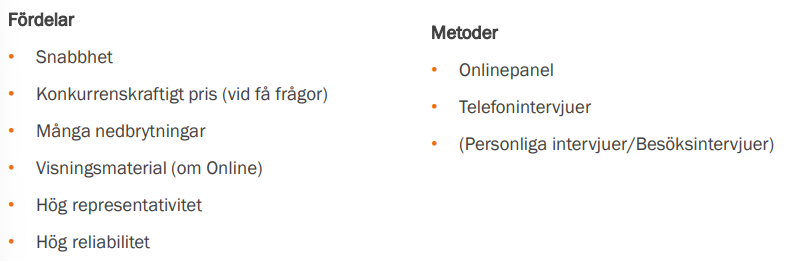 Fördelar
• Snabbhet
• Konkurrenskraftigt pris (vid få frågor)
• Många nedbrytningar
• Visningsmaterial (om Online)
• Hög representativitet
• Hög reliabilitet
Metoder
• Onlinepanel
• Telefonintervjuer
• (Personliga intervjuer/Besöksintervjuer)